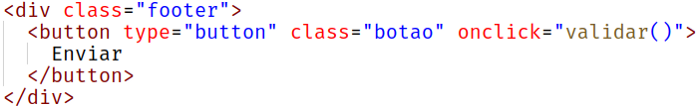 <div class="footer">
  <button type="button" class="botao" onclick="validar()">
    Enviar
  </button>
</div>